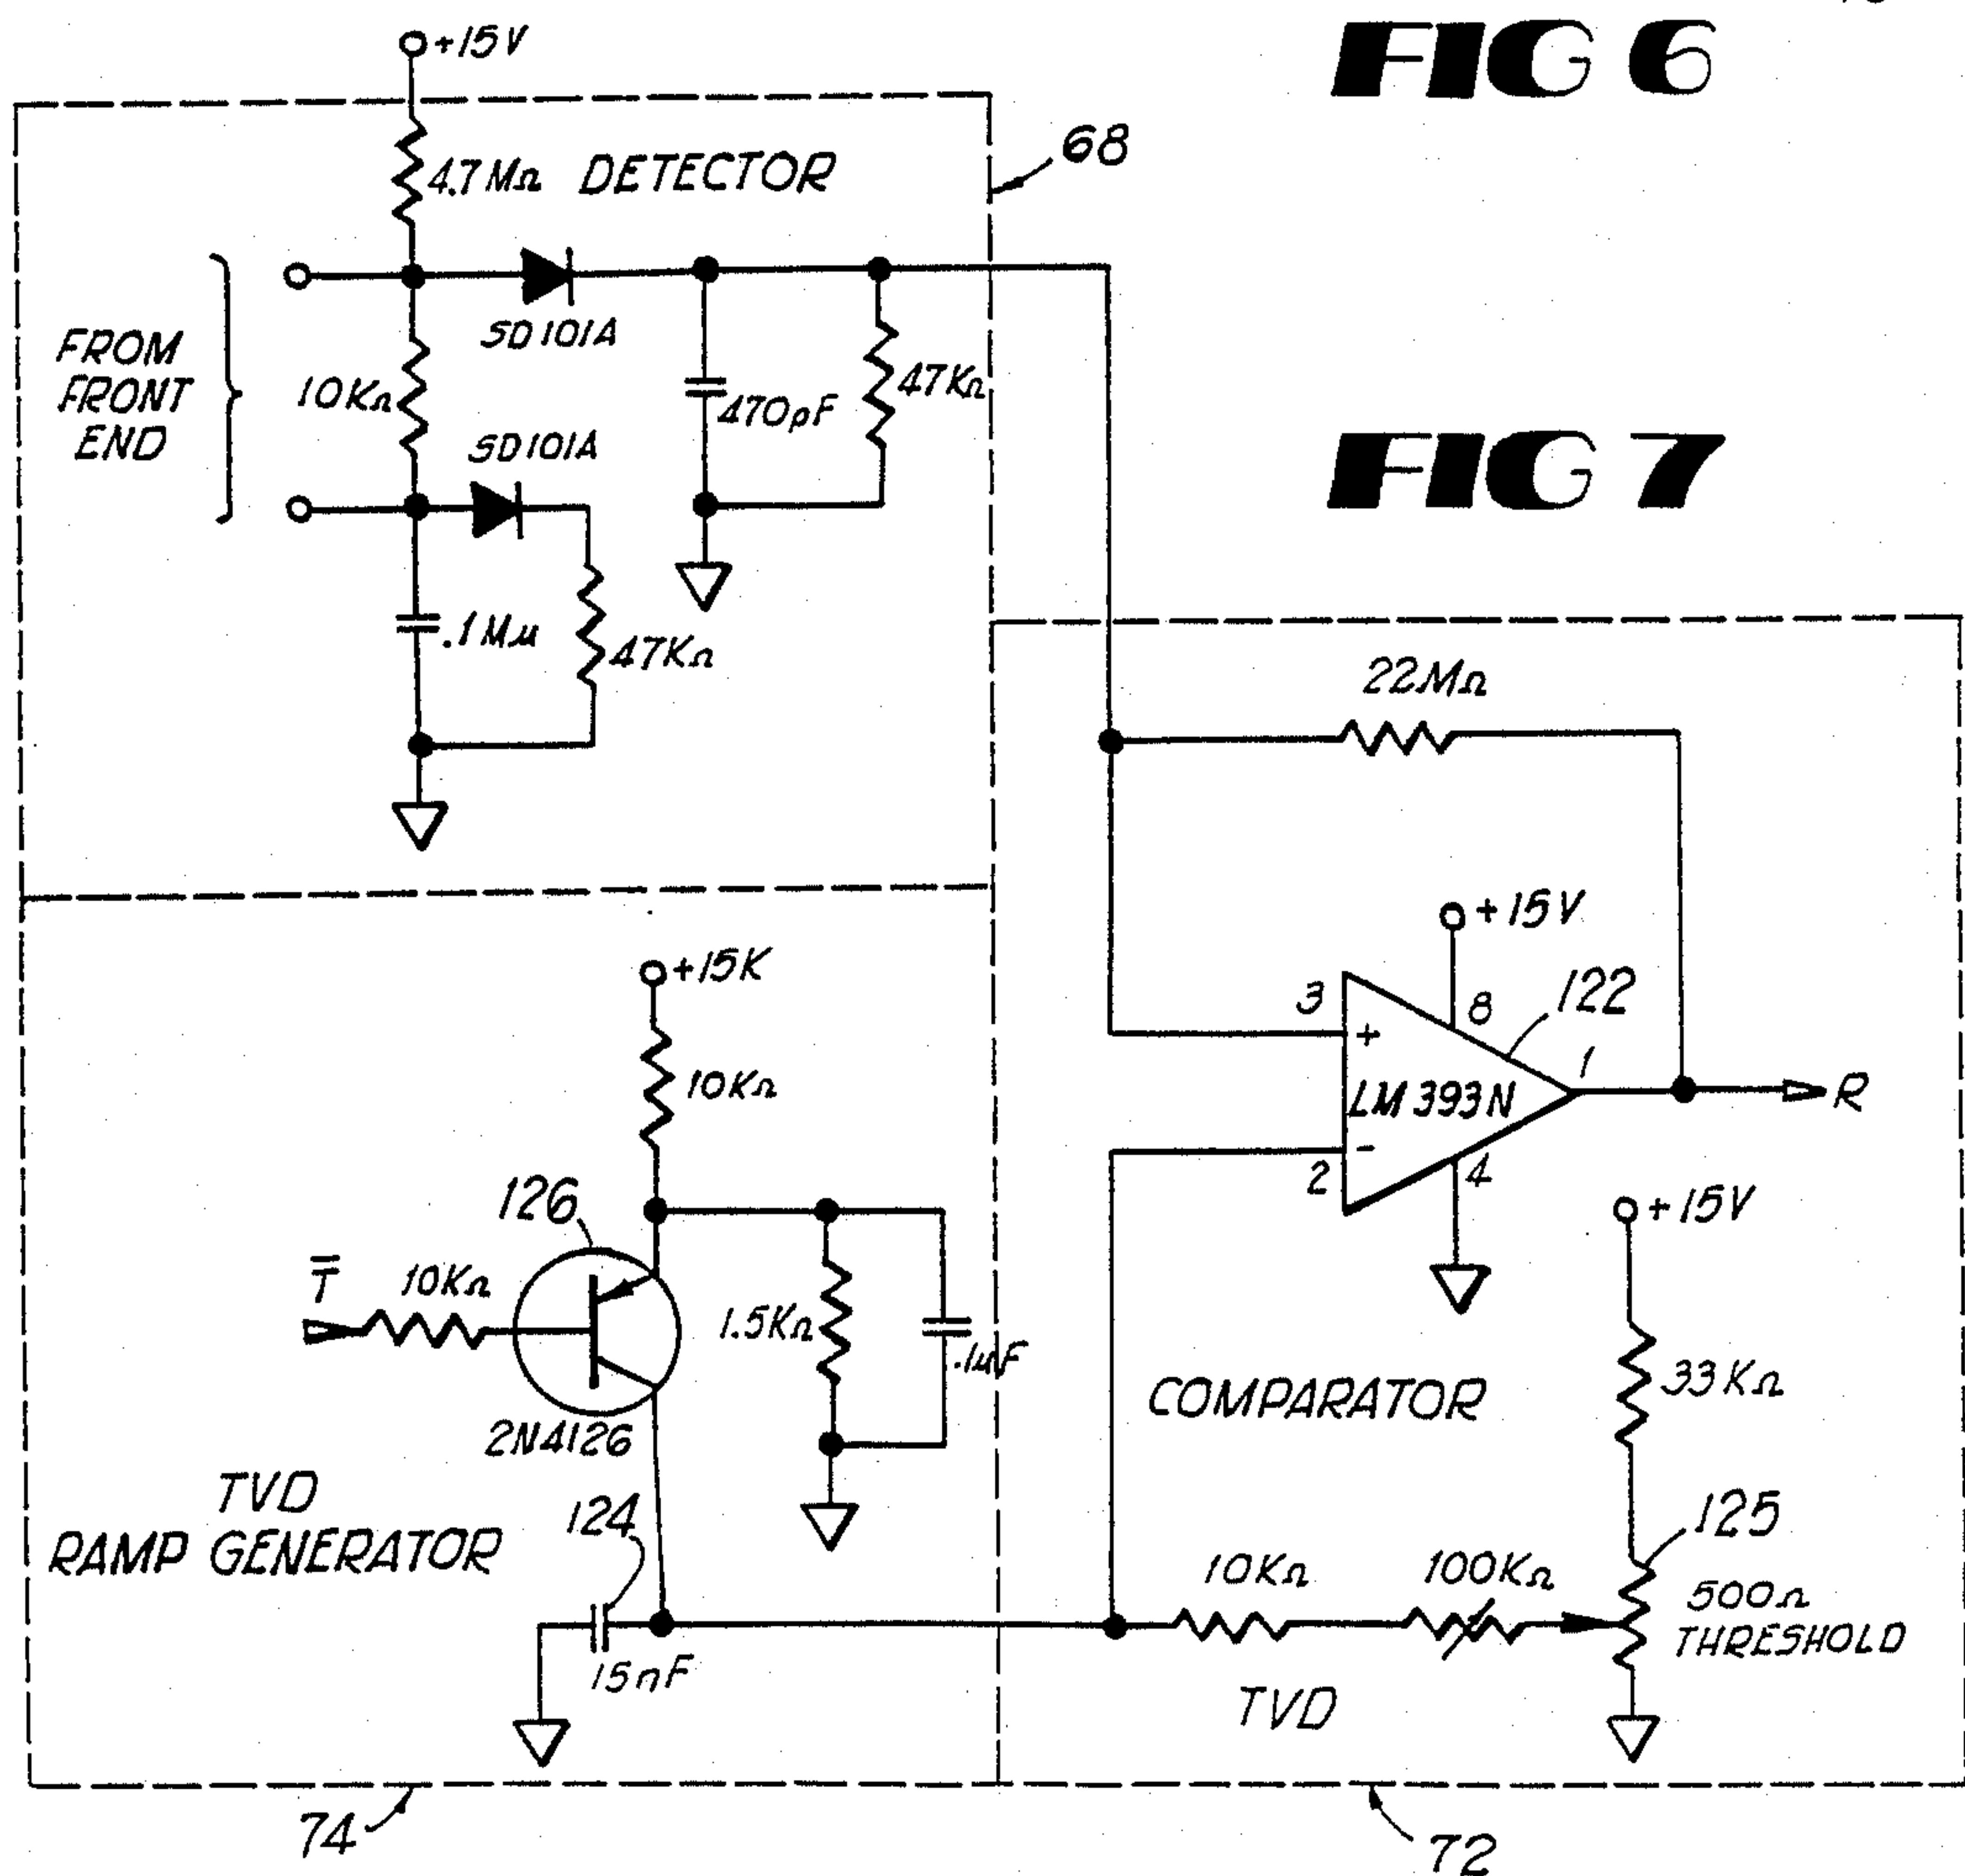 FIG 6
+15V
68
4.7MΩ DETECTOR
SD101A
FROM
FRONT
END
10KΩ
470pF
47KΩ
SD101A
FIG 7
.1Mµ
47KΩ
22MΩ
+15V
+15K
3
8
122
+
10KΩ
LM393N
1
R
-
2
4
126
+15V
T̄
10KΩ
1.5KΩ
.1µF
33KΩ
COMPARATOR
2N4126
TVD
RAMP GENERATOR
124
125
10KΩ
100KΩ
500Ω
THRESHOLD
15nF
TVD
74
72